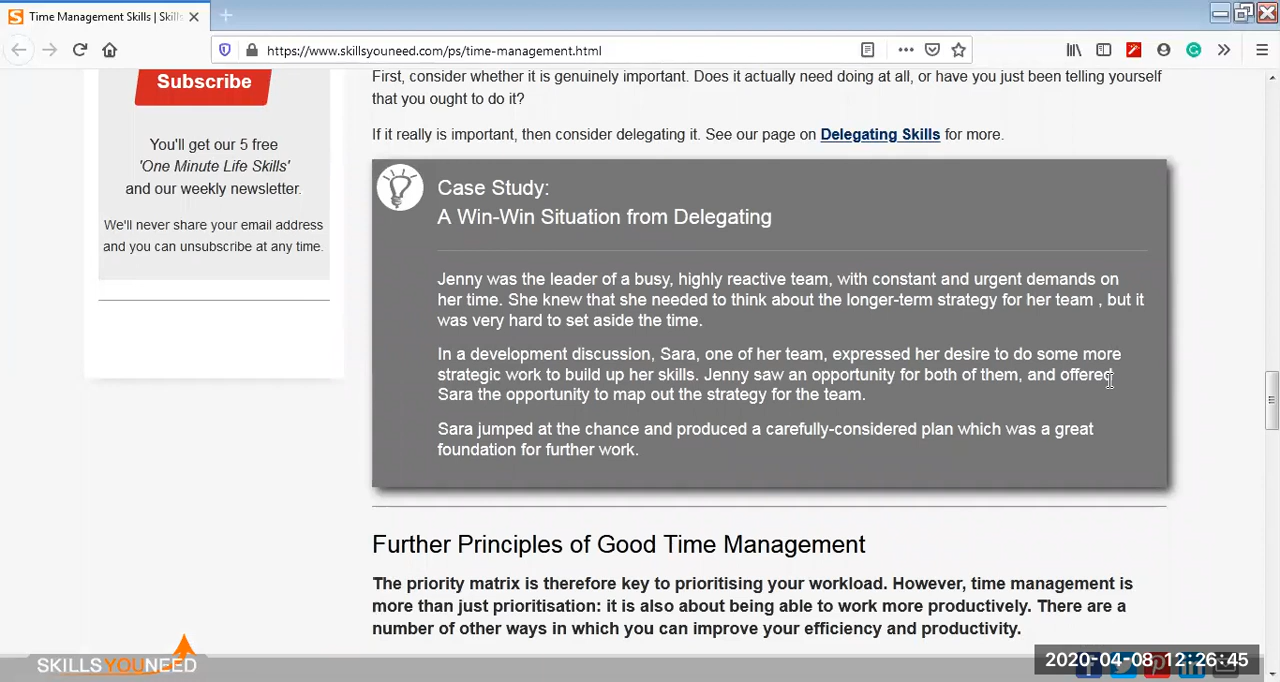 Time Management Skills | Skills
https://www.skillsyouneed.com/ps/time-management.html
Subscribe
You'll get our 5 free
'One Minute Life Skills'
and our weekly newsletter.
We'll never share your email address
and you can unsubscribe at any time.
First, consider whether it is genuinely important. Does it actually need doing at all, or have you just been telling yourself
that you ought to do it?
If it really is important, then consider delegating it. See our page on Delegating Skills for more.
Case Study:
A Win-Win Situation from Delegating
Jenny was the leader of a busy, highly reactive team, with constant and urgent demands on
her time. She knew that she needed to think about the longer-term strategy for her team , but it
was very hard to set aside the time.
In a development discussion, Sara, one of her team, expressed her desire to do some more
strategic work to build up her skills. Jenny saw an opportunity for both of them, and offered
Sara the opportunity to map out the strategy for the team.
Sara jumped at the chance and produced a carefully-considered plan which was a great
foundation for further work.
Further Principles of Good Time Management
The priority matrix is therefore key to prioritising your workload. However, time management is
more than just prioritisation: it is also about being able to work more productively. There are a
number of other ways in which you can improve your efficiency and productivity.
SKILLSYOUNEED
2020-04-08 12:26:45